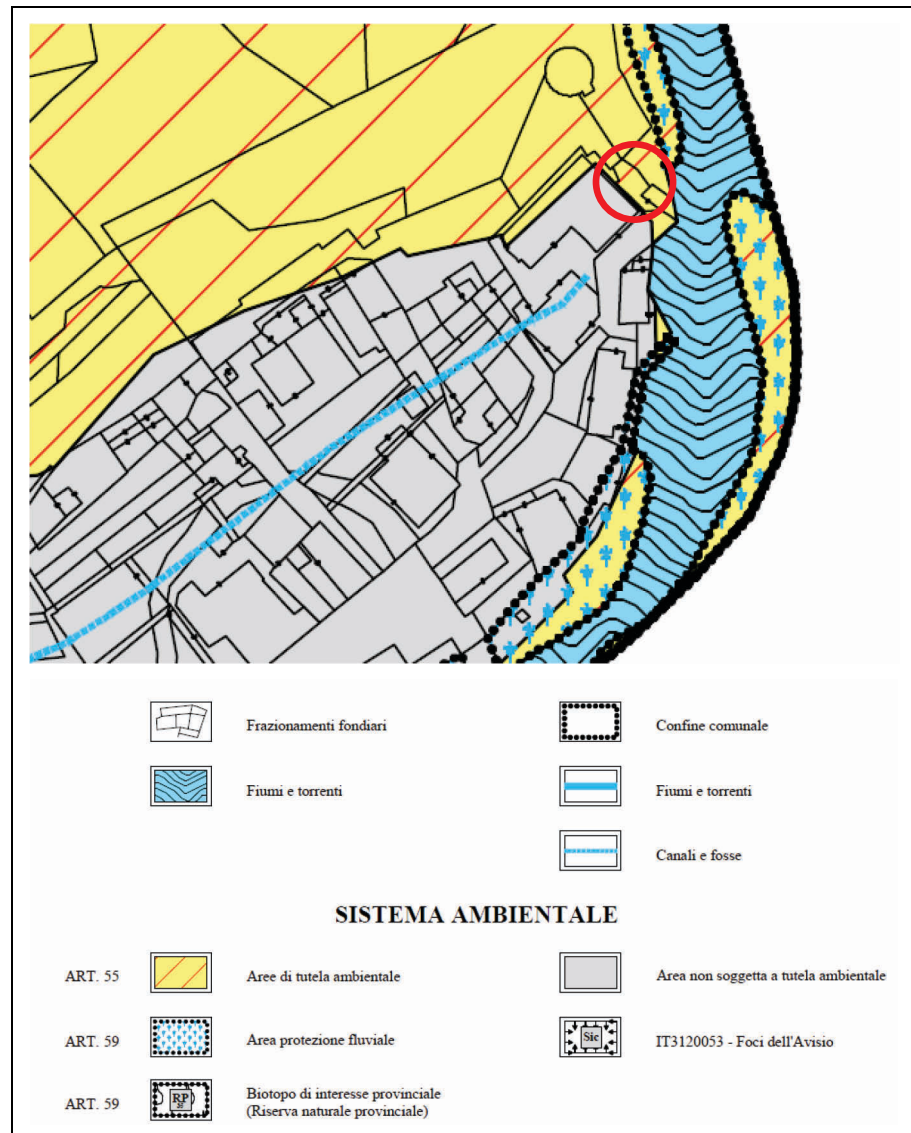 Frazionamenti fondiari
Confine comunale
Fiumi e torrenti
Fiumi e torrenti
Canali e fosse
SISTEMA AMBIENTALE
ART. 55
Aree di tutela ambientale
Area non soggetta a tutela ambientale
ART. 59
Area protezione fluviale
Sic
IT3120053 - Foci dell'Avisio
ART. 59
RP
Biotopo di interesse provinciale
(Riserva naturale provinciale)